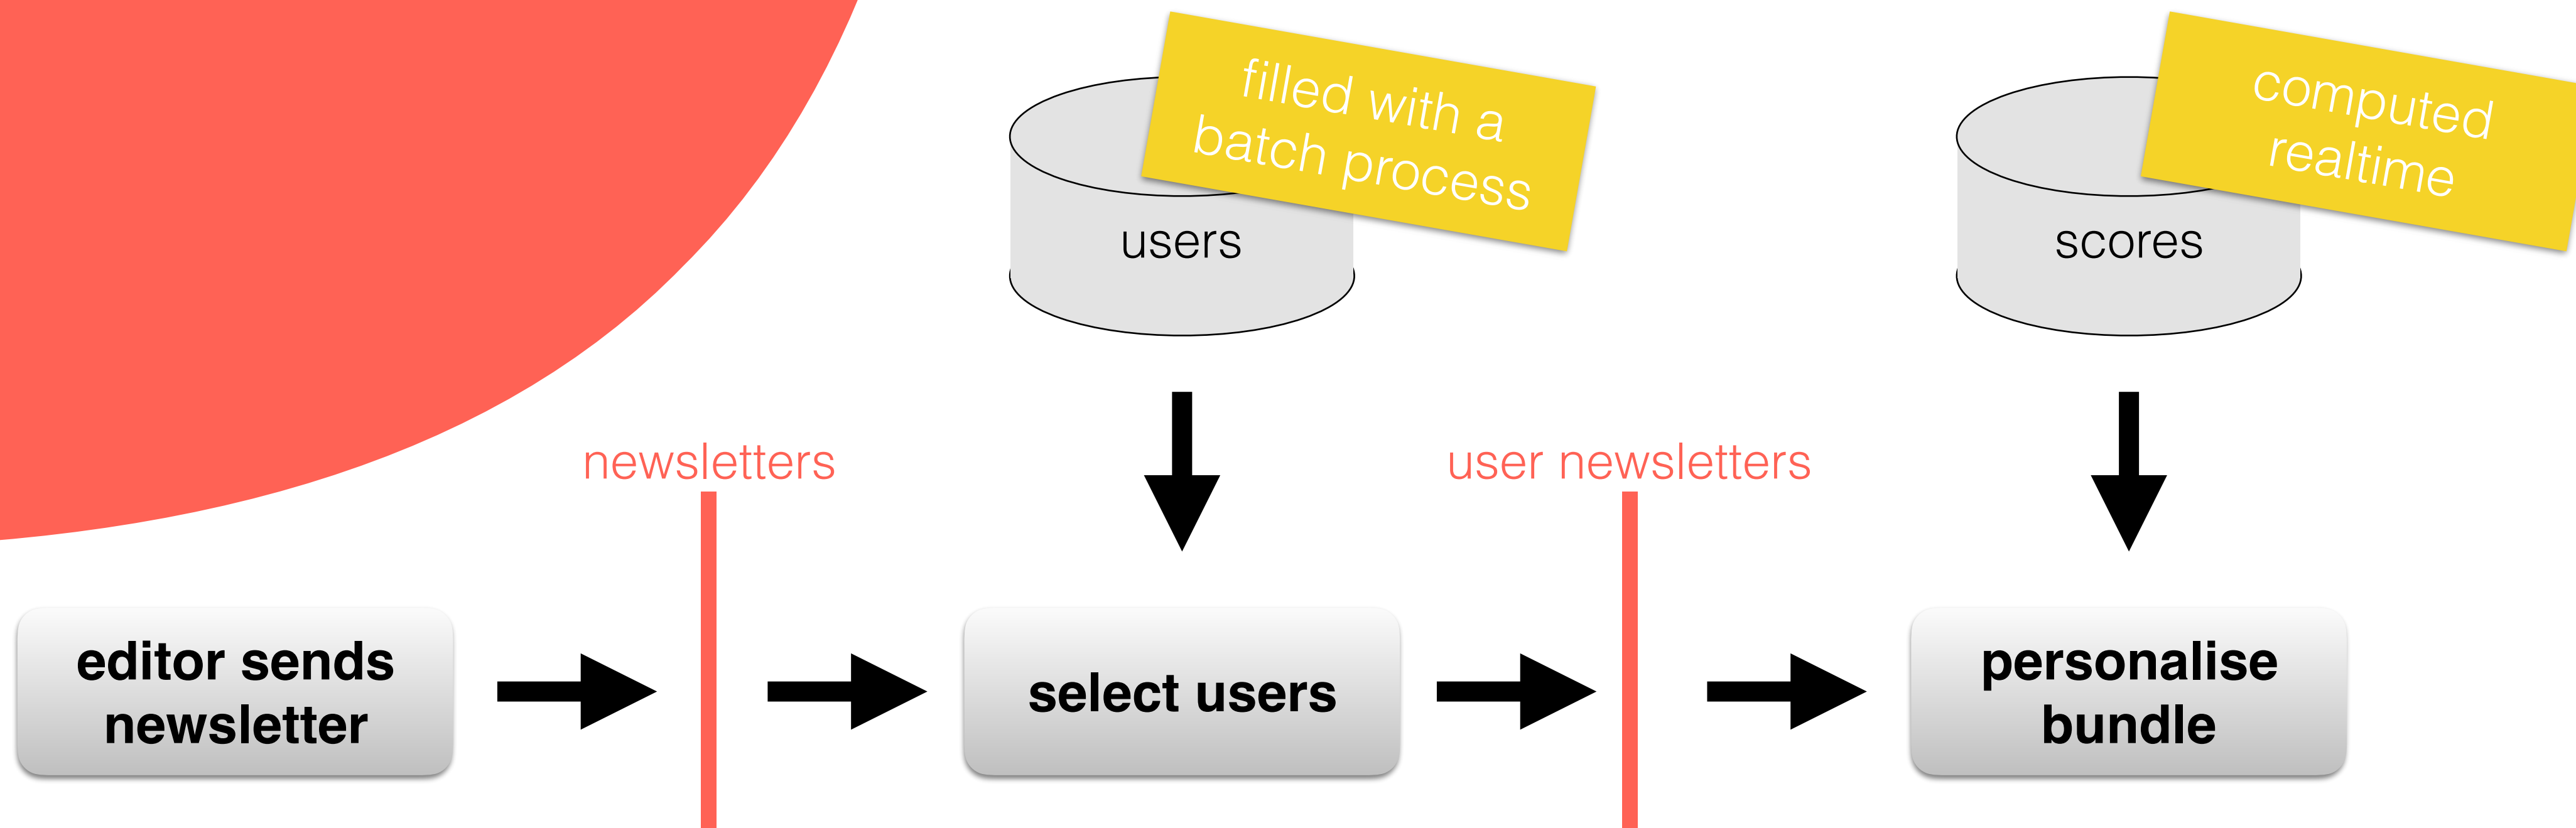 filled with a
batch process
computed
realtime
users
scores
newsletters
user newsletters
editor sends
newsletter
select users
personalise
bundle